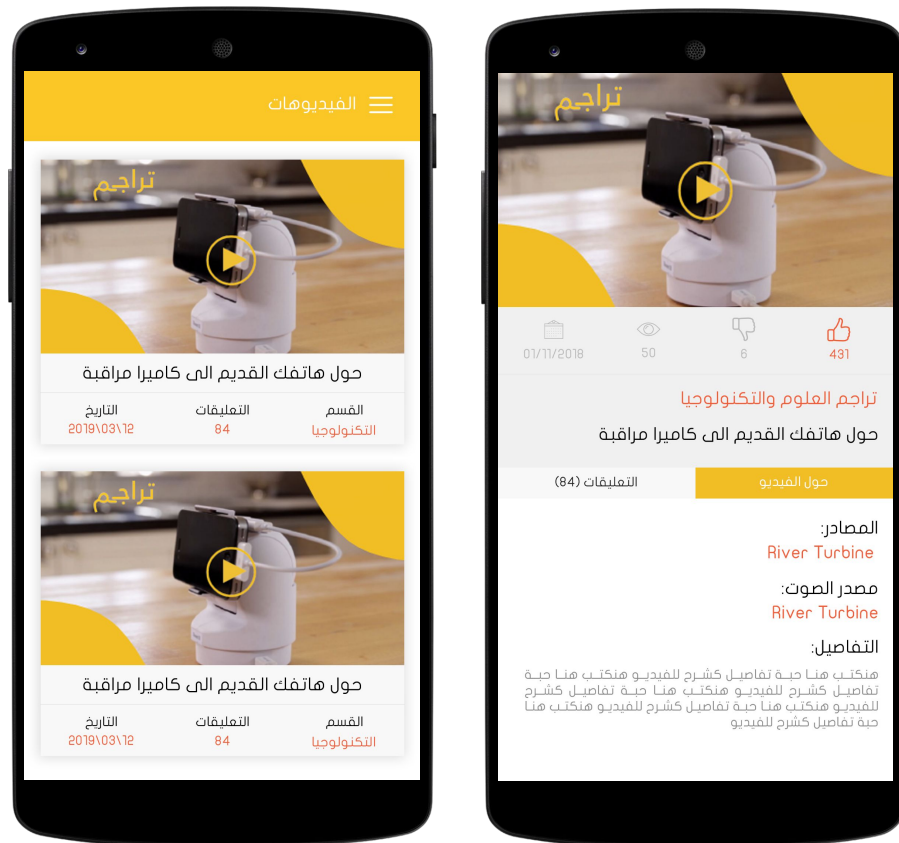 الفيديوهات
تراجم
حول هاتفك القديم الى كاميرا مراقبة
القسم التعليقات التاريخ
التكنولوجيا 84 2019\03\12
تراجم
حول هاتفك القديم الى كاميرا مراقبة
القسم التعليقات التاريخ
التكنولوجيا 84 2019\03\12
تراجم
431 6 50 01/11/2018
تراجم العلوم والتكنولوجيا
حول هاتفك القديم الى كاميرا مراقبة
حول الفيديو التعليقات (84)
المصادر:
River Turbine
مصدر الصوت:
River Turbine
التفاصيل:
هنكتب هنا حبة تفاصيل كشرح للفيديو هنكتب هنا حبة
تفاصيل كشرح للفيديو هنكتب هنا حبة تفاصيل كشرح
للفيديو هنكتب هنا حبة تفاصيل كشرح للفيديو هنكتب هنا
حبة تفاصيل كشرح للفيديو